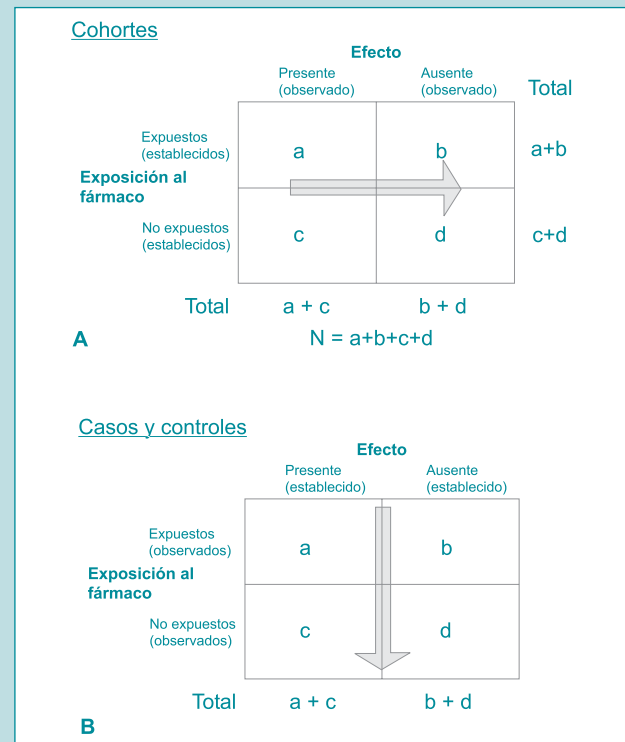 Cohortes
Efecto
Presente
(observado)
Ausente
(observado)
Total
Expuestos
(establecidos)
a
b
a+b
Exposición al
fármaco
No expuestos
(establecidos)
c
d
c+d
Total
a + c
b + d
A
N = a+b+c+d
Casos y controles
Efecto
Presente
(establecido)
Ausente
(establecido)
Expuestos
(observados)
a
b
Exposición al
fármaco
No expuestos
(observados)
c
d
Total
a + c
b + d
B